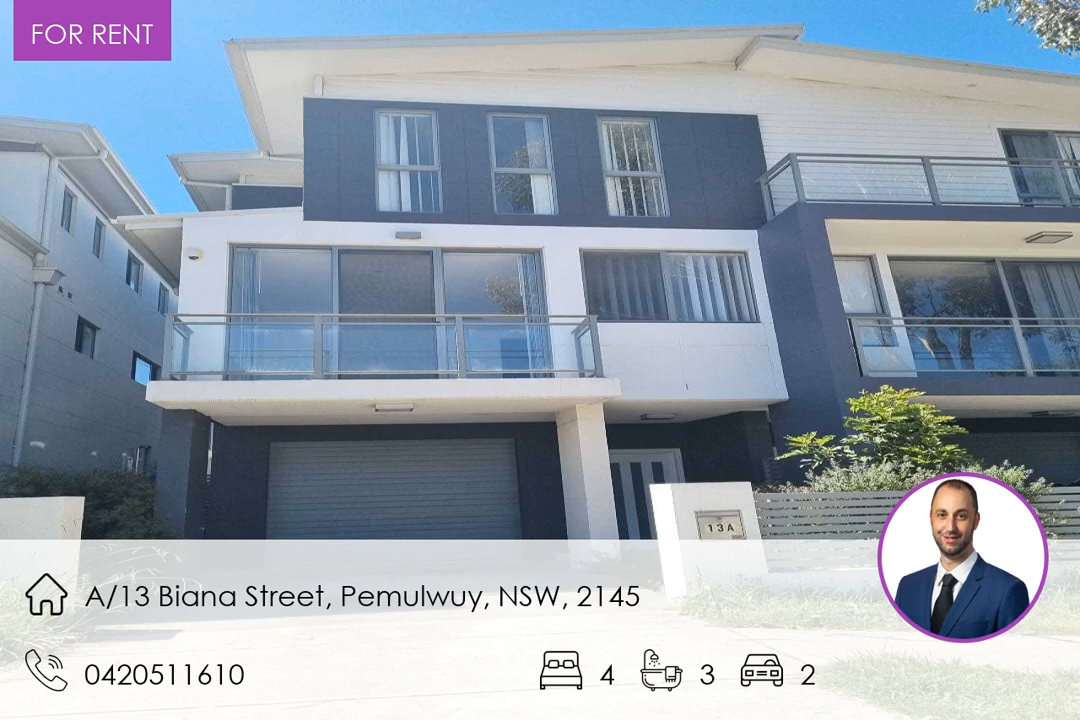 FOR RENT
13A
A/13 Biana Street, Pemulwuy, NSW, 2145
0420511610
4 3 2